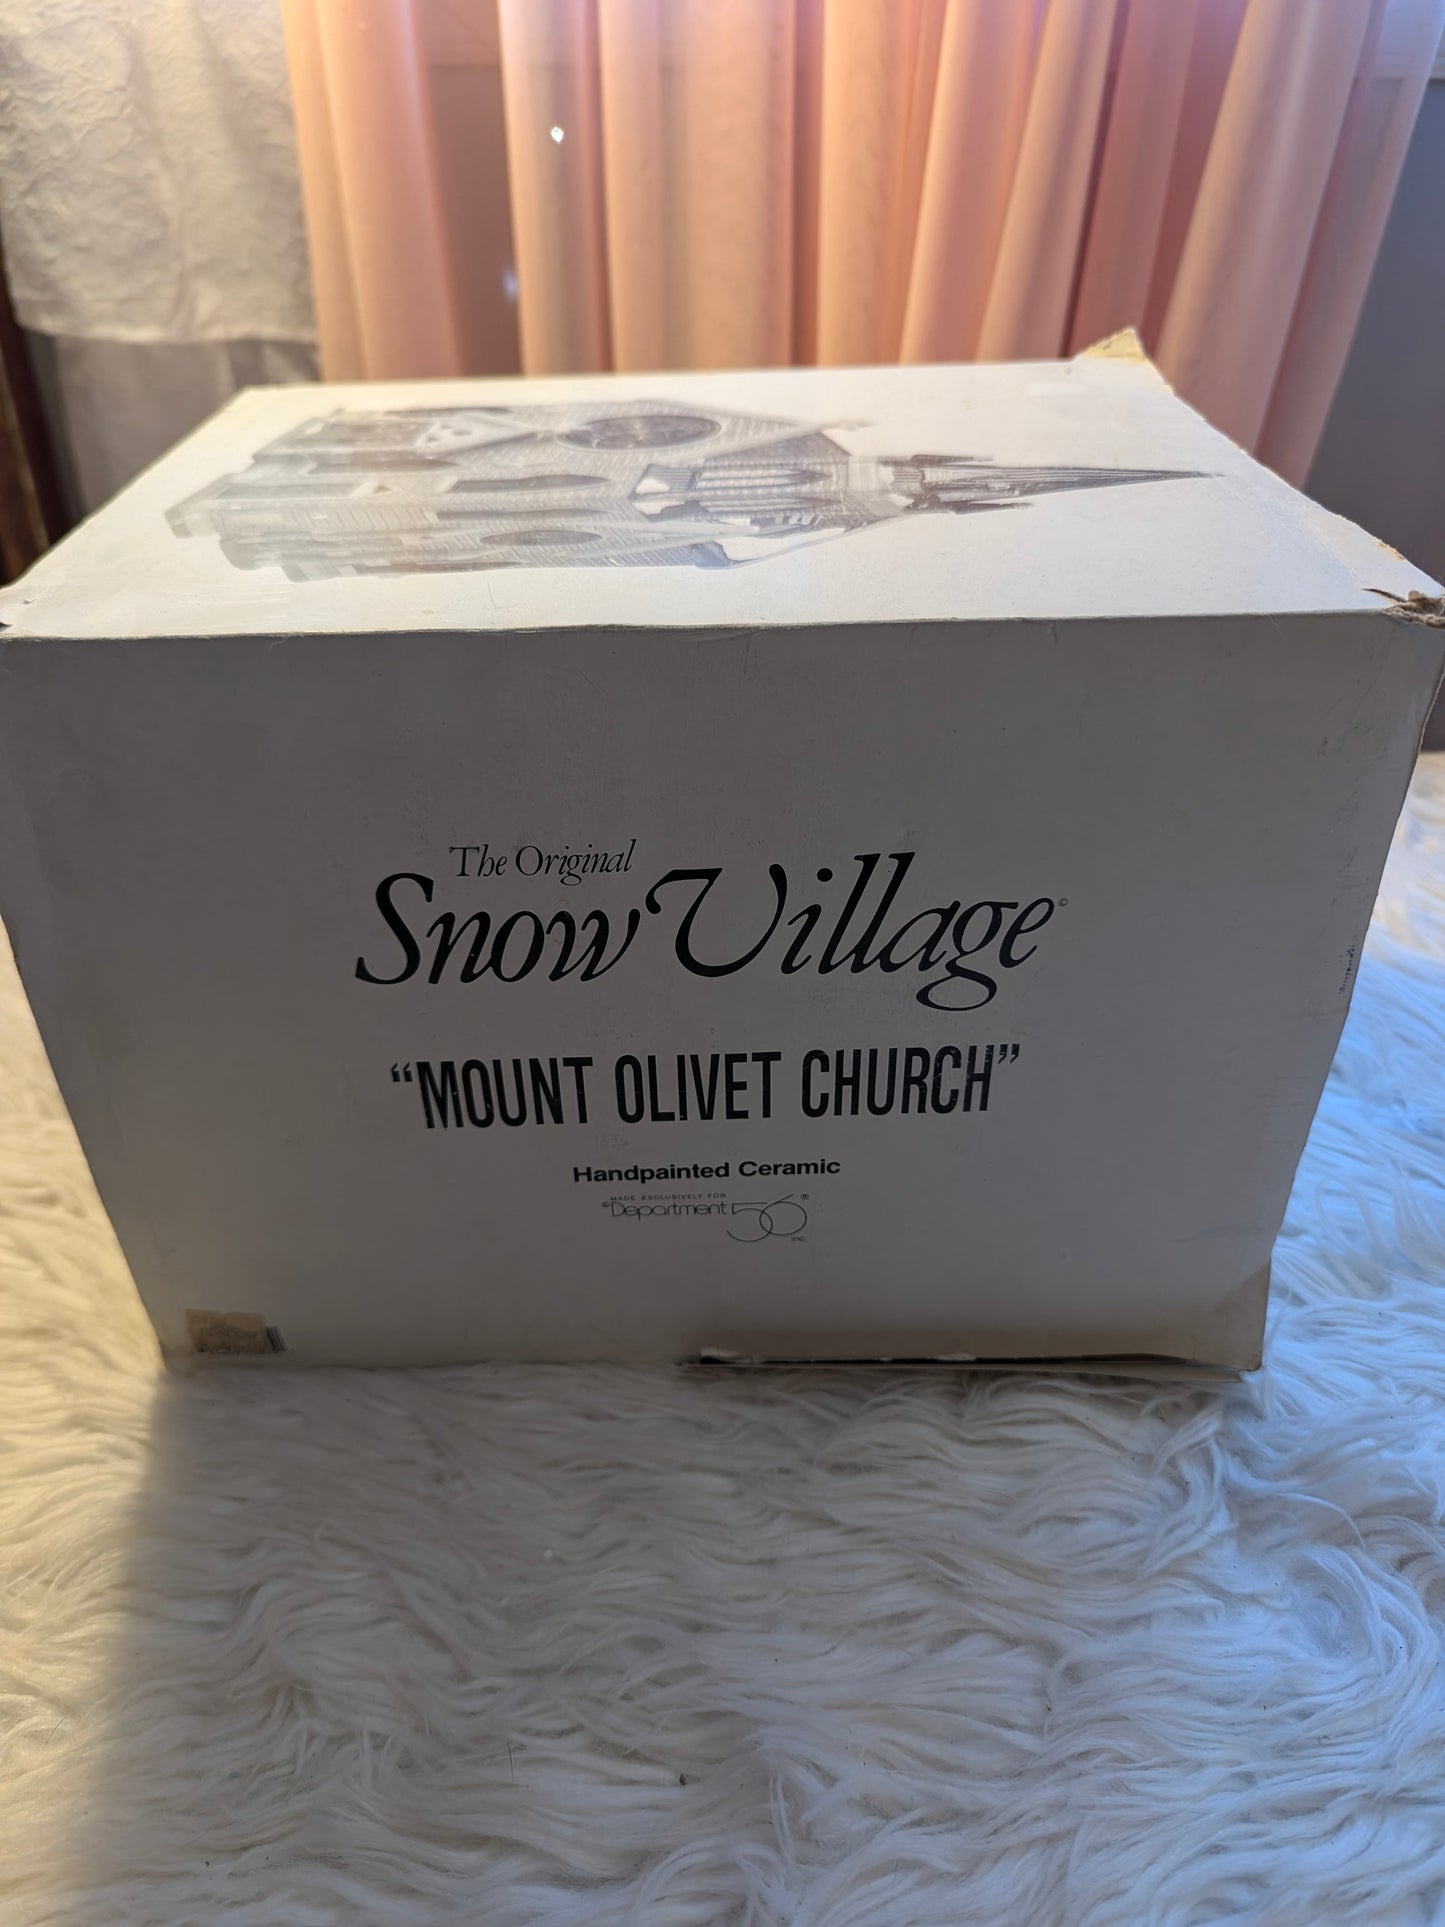 The Original
Snow Village©
“MOUNT OLIVET CHURCH”
Handpainted Ceramic
MADE EXCLUSIVELY FOR
©Department 56®
inc.